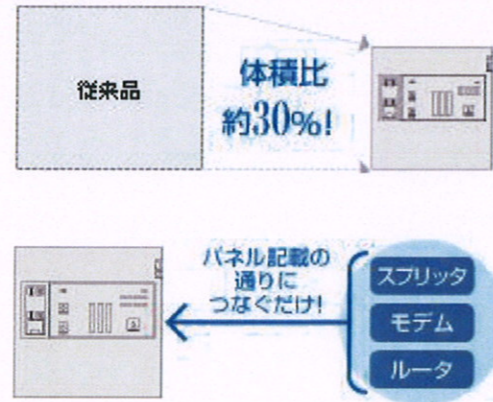 従来品
体積比
約30%!
パネル記載の
通りに
つなぐだけ!
スプリッタ
モデム
ルータ